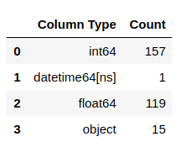 Column Type Count
0 int64 157
1 datetime64[ns] 1
2 float64 119
3 object 15